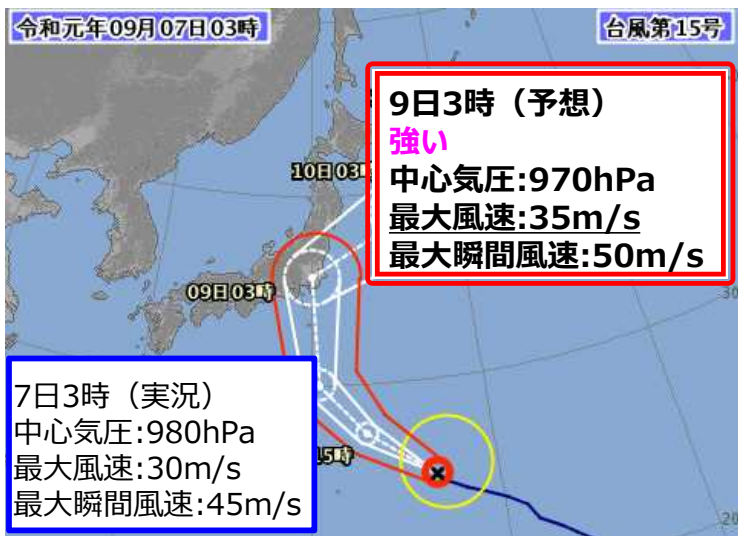 令和元年09月07日03時
台風第15号
9日3時（予想）
強い
中心気圧:970hPa
最大風速:35m/s
最大瞬間風速:50m/s
10日03
09日03時
30
7日3時（実況）
中心気圧:980hPa
最大風速:30m/s
最大瞬間風速:45m/s
15時
20